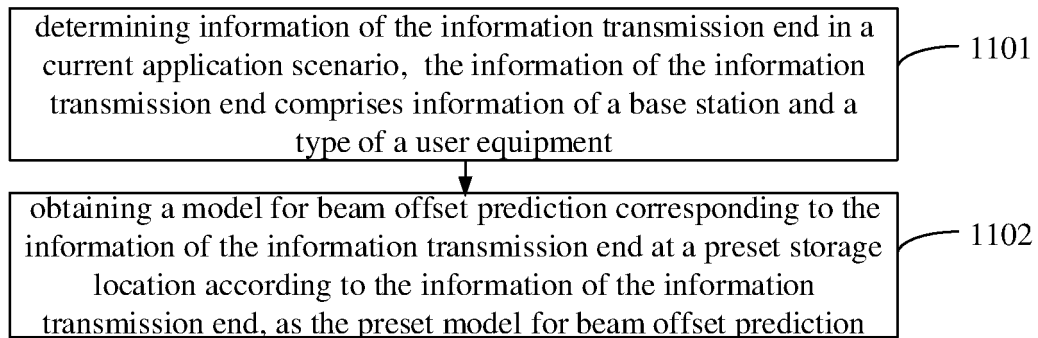 determining information of the information transmission end in a
current application scenario, the information of the information
transmission end comprises information of a base station and a
type of a user equipment
1101
obtaining a model for beam offset prediction corresponding to the
information of the information transmission end at a preset storage
location according to the information of the information
transmission end, as the preset model for beam offset prediction
1102